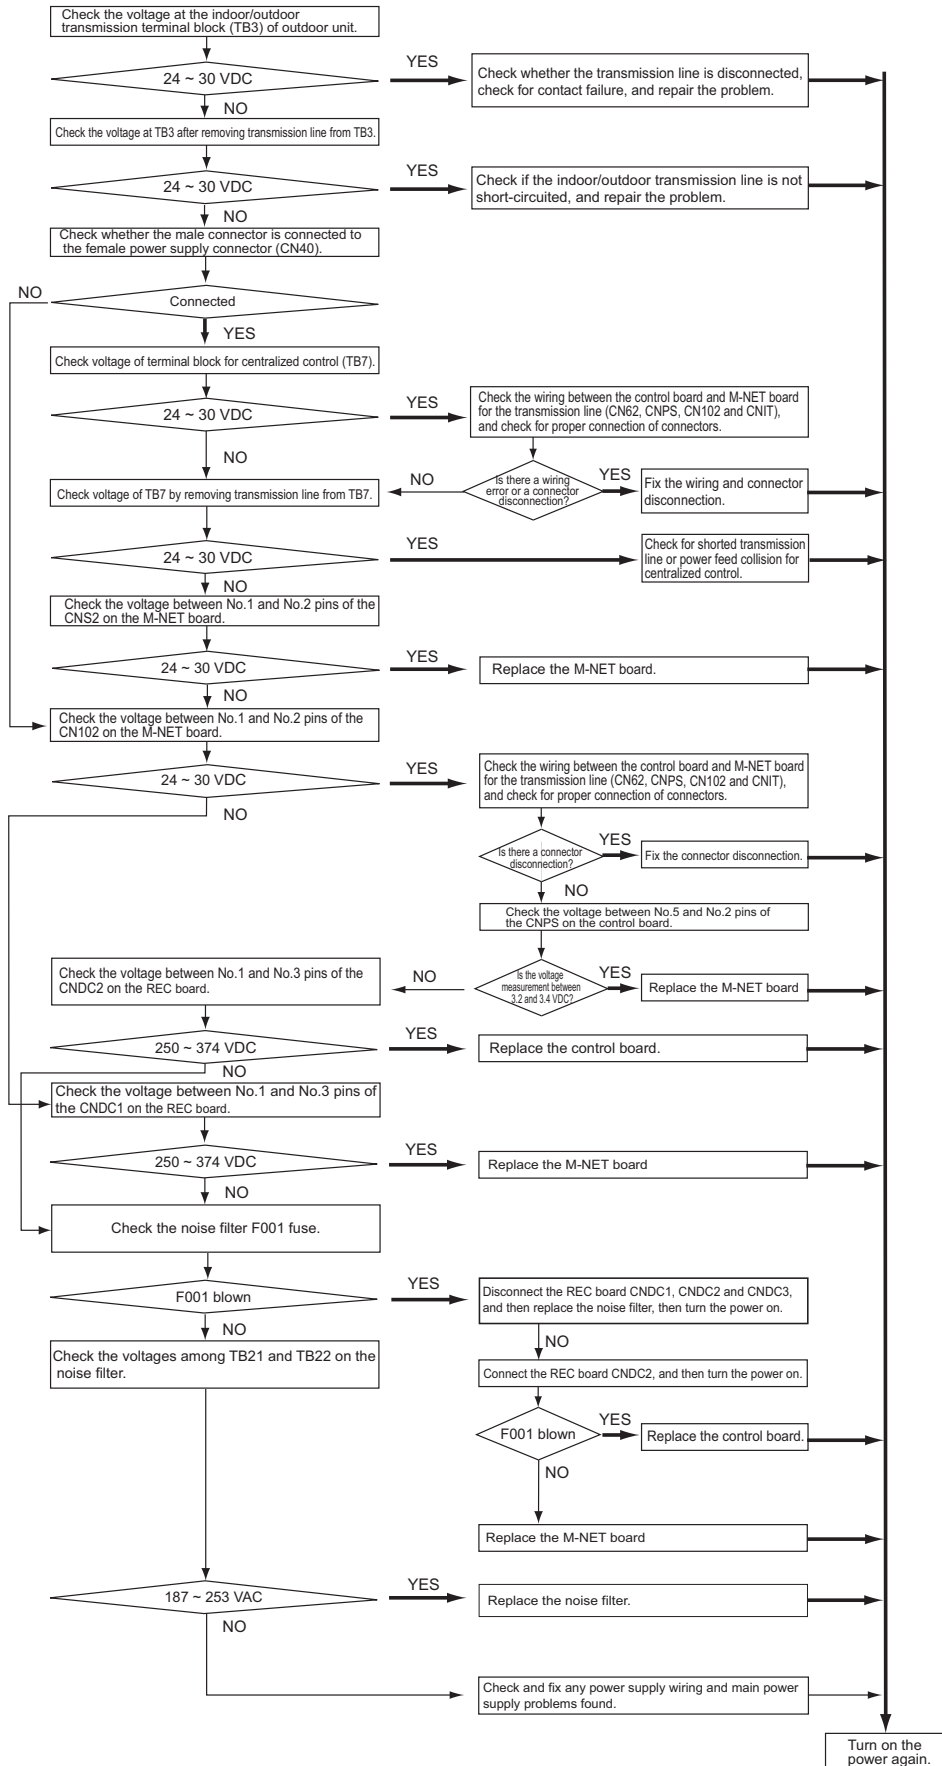 Check the voltage at the indoor/outdoor
transmission terminal block (TB3) of outdoor unit.
24 ~ 30 VDC
YES
Check whether the transmission line is disconnected,
check for contact failure, and repair the problem.
NO
Check the voltage at TB3 after removing transmission line from TB3.
24 ~ 30 VDC
YES
Check if the indoor/outdoor transmission line is not
short-circuited, and repair the problem.
NO
Check whether the male connector is connected to
the female power supply connector (CN40).
NO
Connected
YES
Check voltage of terminal block for centralized control (TB7).
24 ~ 30 VDC
YES
Check the wiring between the control board and M-NET board
for the transmission line (CN62, CNPS, CN102 and CNIT),
and check for proper connection of connectors.
NO
Is there a wiring
error or a connector
disconnection?
NO
YES
Fix the wiring and connector
disconnection.
Check voltage of TB7 by removing transmission line from TB7.
24 ~ 30 VDC
YES
Check for shorted transmission
line or power feed collision for
centralized control.
NO
Check the voltage between No.1 and No.2 pins of the
CNS2 on the M-NET board.
24 ~ 30 VDC
YES
Replace the M-NET board.
NO
Check the voltage between No.1 and No.2 pins of the
CN102 on the M-NET board.
24 ~ 30 VDC
YES
Check the wiring between the control board and M-NET board
for the transmission line (CN62, CNPS, CN102 and CNIT),
and check for proper connection of connectors.
NO
Is there a connector
disconnection?
YES
Fix the connector disconnection.
NO
Check the voltage between No.5 and No.2 pins of
the CNPS on the control board.
Is the voltage
measurement between
3.2 and 3.4 VDC?
NO
YES
Replace the M-NET board
Check the voltage between No.1 and No.3 pins of the
CNDC2 on the REC board.
250 ~ 374 VDC
YES
Replace the control board.
NO
Check the voltage between No.1 and No.3 pins of
the CNDC1 on the REC board.
250 ~ 374 VDC
YES
Replace the M-NET board
NO
Check the noise filter F001 fuse.
F001 blown
YES
Disconnect the REC board CNDC1, CNDC2 and CNDC3,
and then replace the noise filter, then turn the power on.
NO
NO
Check the voltages among TB21 and TB22 on the
noise filter.
Connect the REC board CNDC2, and then turn the power on.
F001 blown
YES
Replace the control board.
NO
Replace the M-NET board
187 ~ 253 VAC
YES
Replace the noise filter.
NO
Check and fix any power supply wiring and main power
supply problems found.
Turn on the
power again.